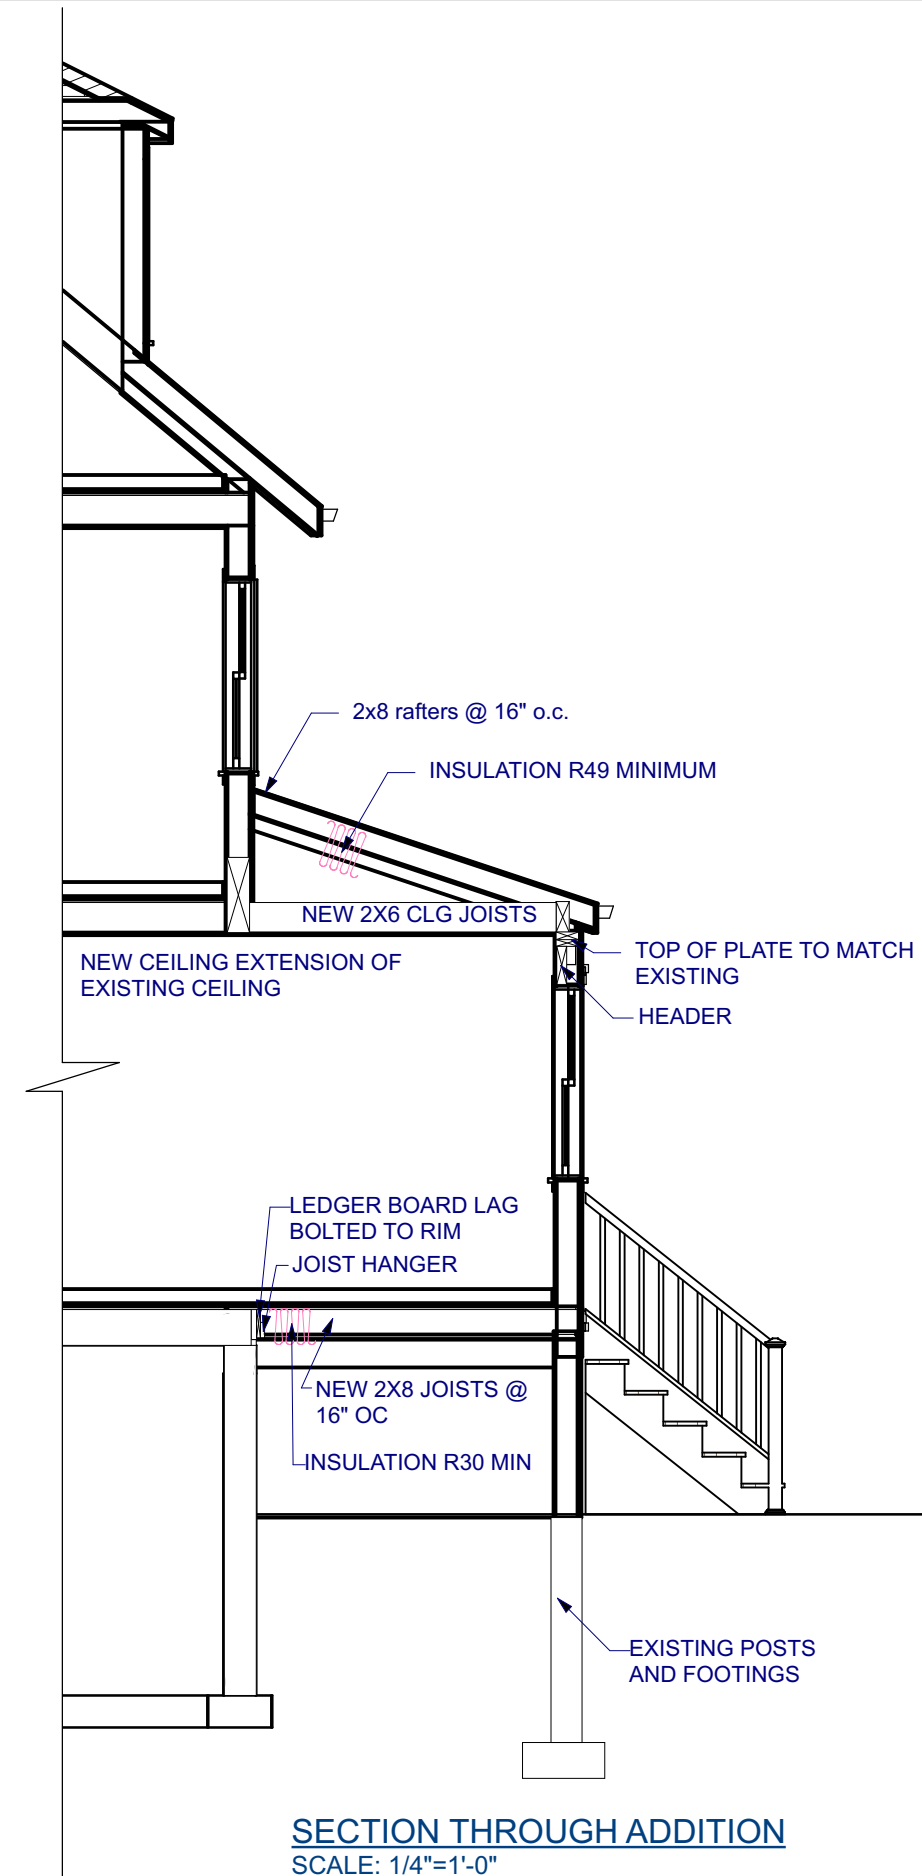 2x8 rafters @ 16" o.c.
INSULATION R49 MINIMUM
NEW 2X6 CLG JOISTS
TOP OF PLATE TO MATCH
EXISTING
NEW CEILING EXTENSION OF
EXISTING CEILING
HEADER
LEDGER BOARD LAG
BOLTED TO RIM
JOIST HANGER
NEW 2X8 JOISTS @
16" OC
INSULATION R30 MIN
EXISTING POSTS
AND FOOTINGS
SECTION THROUGH ADDITION
SCALE: 1/4"=1'-0"